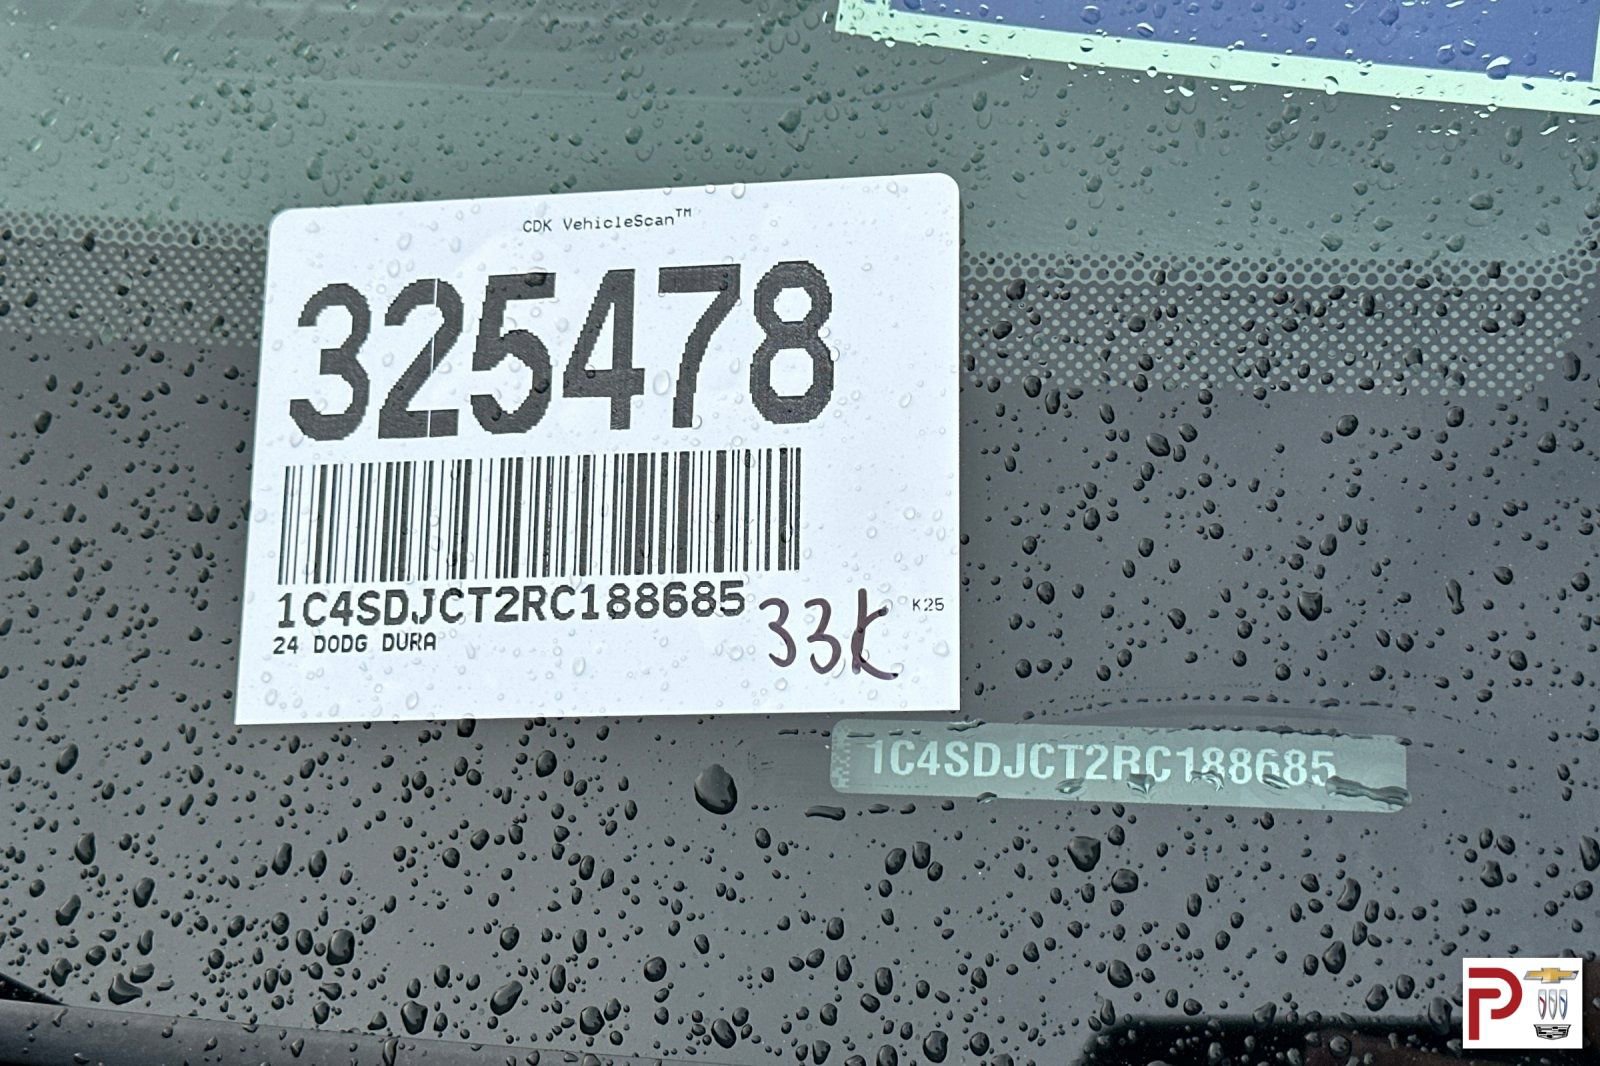 CDK VehicleScan™
325478
1C4SDJCT2RC188685
24 DODG DURA
33K
K25
1C4SDJCT2RC188685
P